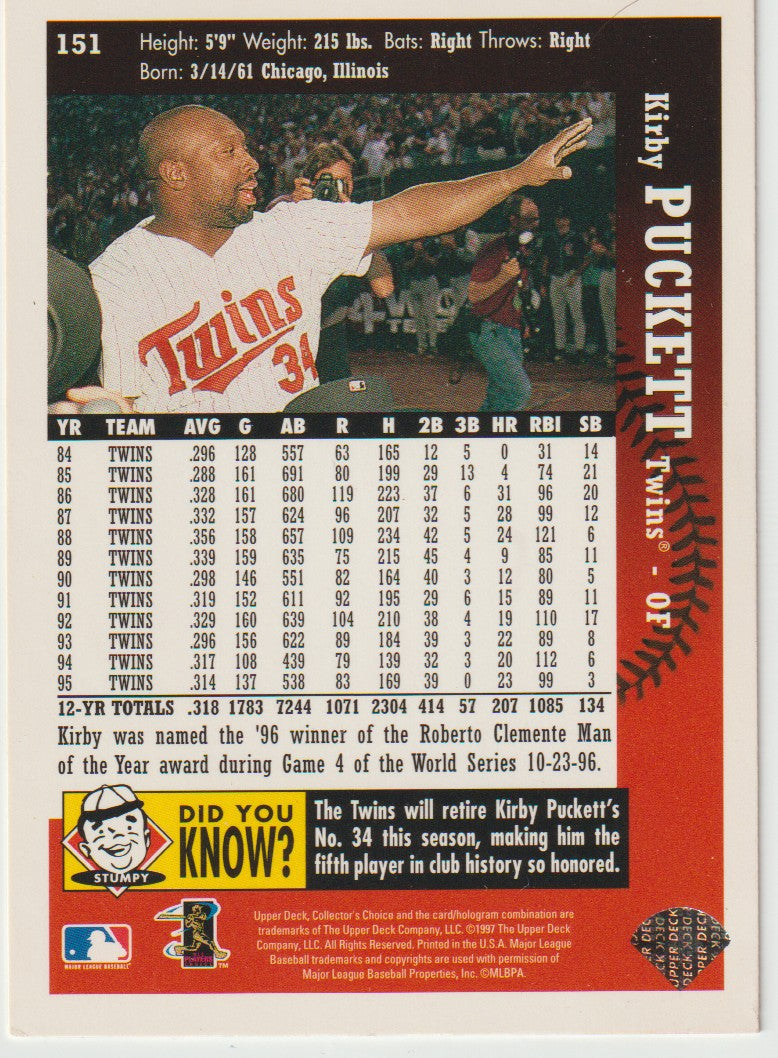 151 Height: 5'9" Weight: 215 lbs. Bats: Right Throws: Right
Born: 3/14/61 Chicago, Illinois
Kirby PUCKETT Twins® - OF
Twins
34
YR TEAM AVG G AB R H 2B 3B HR RBI SB
84 TWINS .296 128 557 63 165 12 5 0 31 14
85 TWINS .288 161 691 80 199 29 13 4 74 21
86 TWINS .328 161 680 119 223 37 6 31 96 20
87 TWINS .332 157 624 96 207 32 5 28 99 12
88 TWINS .356 158 657 109 234 42 5 24 121 6
89 TWINS .339 159 635 75 215 45 4 9 85 11
90 TWINS .298 146 551 82 164 40 3 12 80 5
91 TWINS .319 152 611 92 195 29 6 15 89 11
92 TWINS .329 160 639 104 210 38 4 19 110 17
93 TWINS .296 156 622 89 184 39 3 22 89 8
94 TWINS .317 108 439 79 139 32 3 20 112 6
95 TWINS .314 137 538 83 169 39 0 23 99 3
12-YR TOTALS .318 1783 7244 1071 2304 414 57 207 1085 134
Kirby was named the '96 winner of the Roberto Clemente Man
of the Year award during Game 4 of the World Series 10-23-96.
STUMPY
DID YOU
KNOW?
The Twins will retire Kirby Puckett's
No. 34 this season, making him the
fifth player in club history so honored.
MAJOR LEAGUE BASEBALL
PLAYERS
TM
Upper Deck, Collector's Choice and the card/hologram combination are
trademarks of The Upper Deck Company, LLC. ©1997 The Upper Deck
Company, LLC. All Rights Reserved. Printed in the U.S.A. Major League
Baseball trademarks and copyrights are used with permission of
Major League Baseball Properties, Inc. ©MLBPA.
UPPER DECK